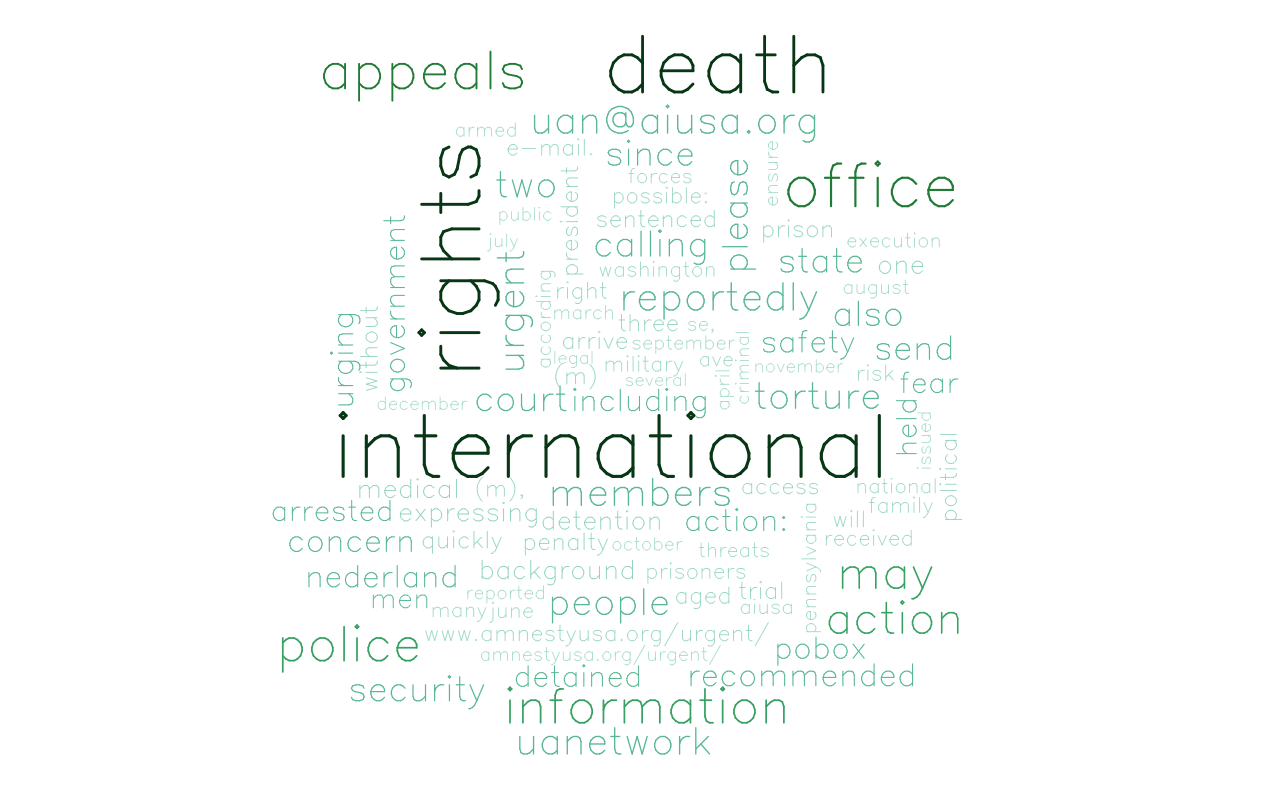 death
appeals
uan@aiusa.org
armed
e-mail.
since
rights
ensure
please
forces
office
two
president
possible:
public
sentenced
prison
government
july
calling
execution
urgent
washington
state
one
according
right
reportedly
august
march
also
urging
without
three
se,
arrive
september
criminal
safety
send
legal
military
ave
november
(m)
several
april
risk
fear
december
court
including
torture
held
issued
international
political
medical
(m),
members
access
national
arrested
expressing
detention
action:
will
family
pennsylvania
concern
quickly
penalty
october
threats
received
nederland
background
prisoners
may
men
reported
people
aged
trial
many
june
aiusa
action
police
www.amnestyusa.org/urgent/
amnestyusa.org/urgent/
pobox
security
detained
recommended
information
uanetwork